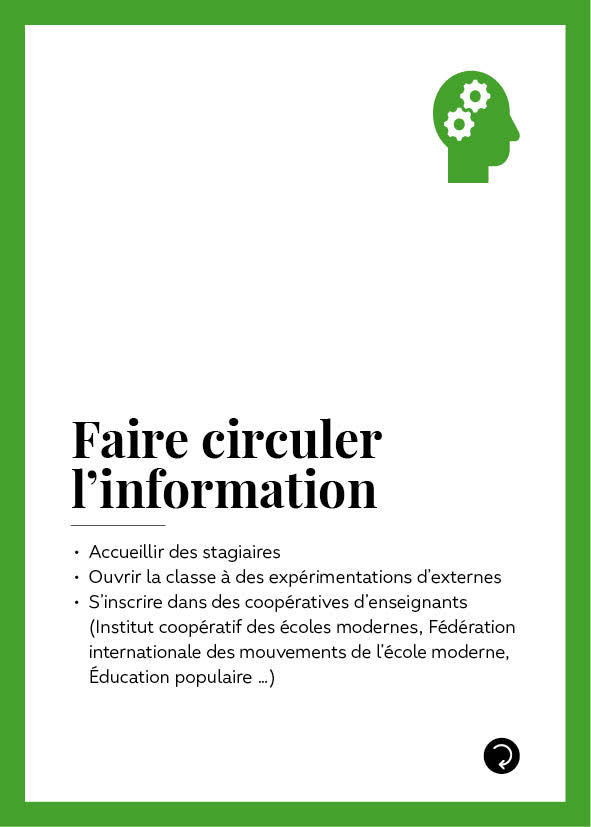 Faire circuler
l’information
• Accueillir des stagiaires
• Ouvrir la classe à des expérimentations d’externes
• S’inscrire dans des coopératives d’enseignants
(Institut coopératif des écoles modernes, Fédération
internationale des mouvements de l’école moderne,
Éducation populaire ...)